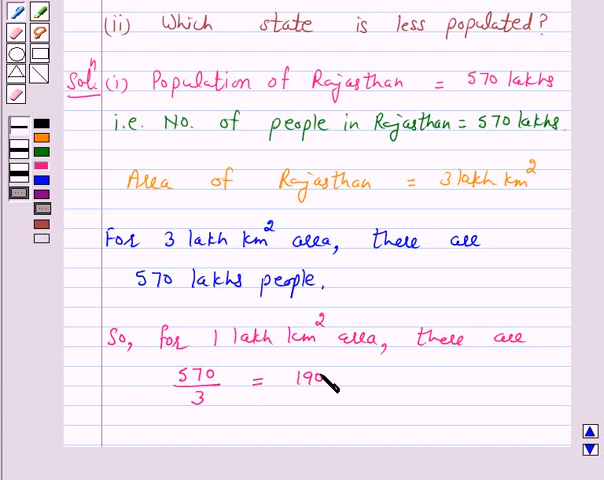 (ii) Which state is less populated?
Solⁿ. (i) Population of Rajasthan = 570 lakhs
i.e. No. of people in Rajasthan = 570 lakhs.
Area of Rajasthan = 3 lakh km²
For 3 lakh km² area, there are
570 lakhs people.
So, for 1 lakh km² area, there are
570/3 = 190